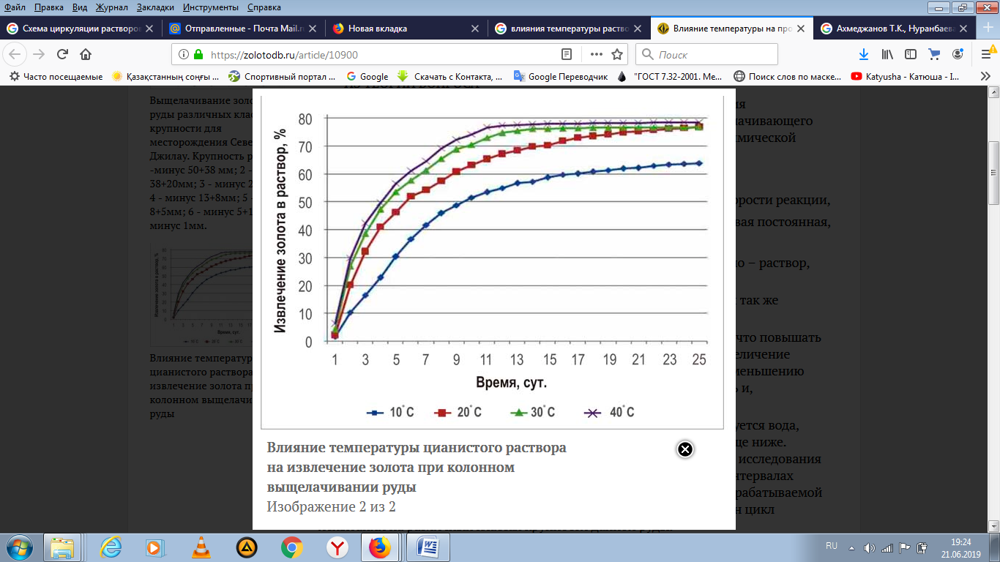 Файл Правка Вид Журнал Закладки Инструменты Справка
Схема циркуляции растворо
Отправленные - Почта Mail.ru
Новая вкладка
влияния температуры раство
Влияние температуры на про
Ахмеджанов Т.К., Нуранбаева
https://zolotodb.ru/article/10900
Поиск
Часто посещаемые
Қазақстанның соңғы ...
Спортивный портал ...
Google
Скачать с Контакта, ...
Google Переводчик
"ГОСТ 7.32-2001. Ме...
Поиск слов по маске...
Katyusha - Катюша - I...
Выщелачивание золо
руды различных клас
крупности для
месторождения Севе
Джилау. Крупность р
-минус 50+38 мм; 2 -
38+20мм; 3 - минус 2
4 - минус 13+8мм; 5 -
8+5мм; 6 - минус 5+1
минус 1мм.
Влияние температур
цианистого раствора
извлечение золота п
колонном выщелачи
руды
Извлечение золота в раствор, %
80
70
60
50
40
30
20
10
0
1 3 5 7 9 11 13 15 17 19 21 23 25
Время, сут.
10°C 20°C 30°C 40°C
Влияние температуры цианистого раствора
на извлечение золота при колонном
выщелачивании руды
Изображение 2 из 2
ия
лачивающего
мической
орости реакции,
вая постоянная,
но – раствор,
так же
что повышать
еличение
меньшению
и,
уется вода,
ще ниже.
исследования
нтервалах
рабатываемой
н цикл
RU
19:24
21.06.2019